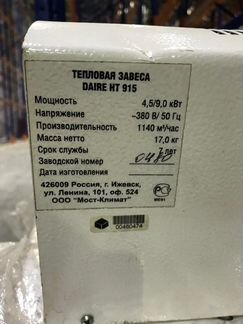 ТЕПЛОВАЯ ЗАВЕСА
DAIRE HT 915
Мощность 4,5/9,0 кВт
Напряжение ~380 В/ 50 Гц
Производительность 1140 м³/час
Масса нетто 17,0 кг
Срок службы 7 лет
Заводской номер 0480
Дата изготовления
426009 Россия, г. Ижевск,
ул. Ленина, 101, оф. 524
ООО "Мост-Климат"
00460474